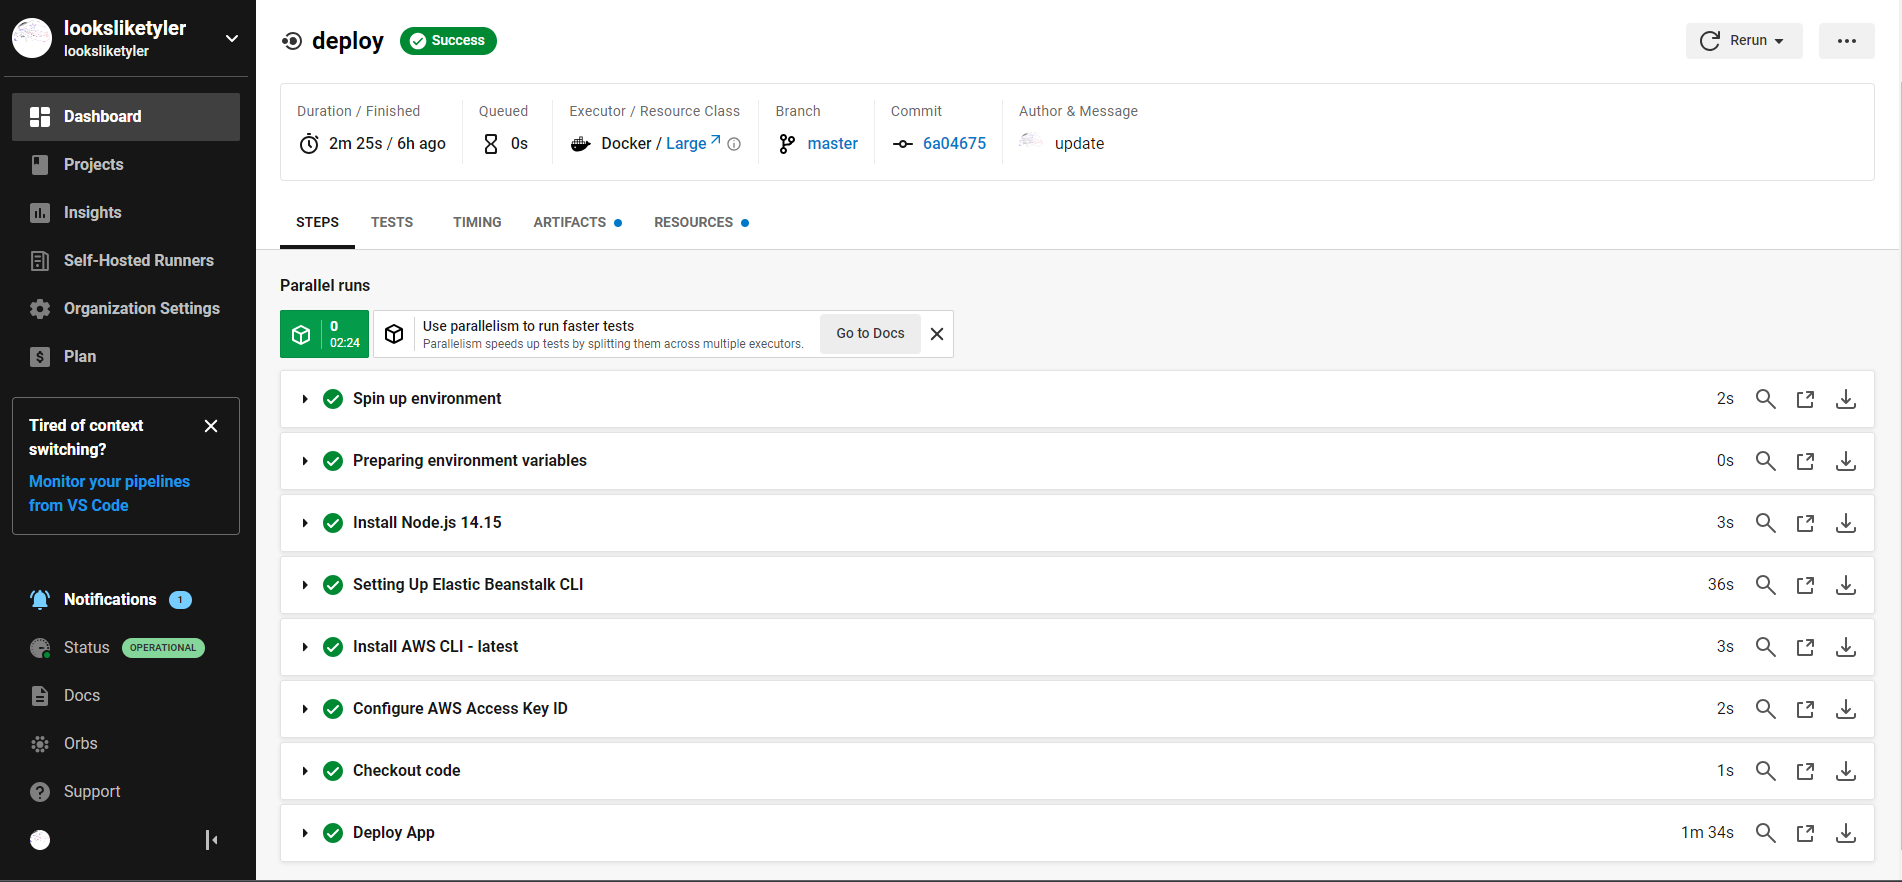 lookslikётyler
looksliketyler
Dashboard
Projects
Insights
Self-Hosted Runners
Organization Settings
Plan
Tired of context
switching?
Monitor your pipelines
from VS Code
Notifications 1
Status OPERATIONAL
Docs
Orbs
Support
deploy Success
Rerun
Duration / Finished
2m 25s / 6h ago
Queued
0s
Executor / Resource Class
Docker / Large
Branch
master
Commit
6a04675
Author & Message
update
STEPS TESTS TIMING ARTIFACTS RESOURCES
Parallel runs
0
02:24
Use parallelism to run faster tests
Parallelism speeds up tests by splitting them across multiple executors.
Go to Docs
Spin up environment 2s
Preparing environment variables 0s
Install Node.js 14.15 3s
Setting Up Elastic Beanstalk CLI 36s
Install AWS CLI - latest 3s
Configure AWS Access Key ID 2s
Checkout code 1s
Deploy App 1m 34s